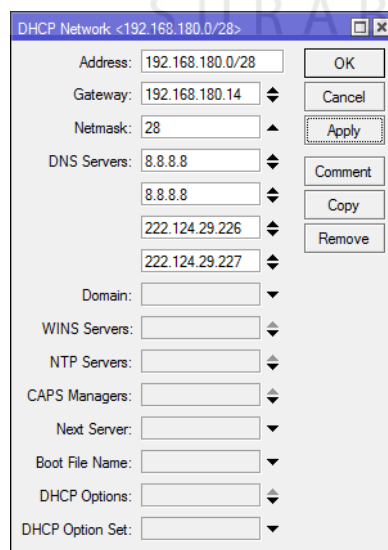 SURAB
DHCP Network <192.168.180.0/28>
Address: 192.168.180.0/28 OK
Gateway: 192.168.180.14 Cancel
Netmask: 28 Apply
DNS Servers: 8.8.8.8 Comment
8.8.8.8 Copy
222.124.29.226 Remove
222.124.29.227
Domain:
WINS Servers:
NTP Servers:
CAPS Managers:
Next Server:
Boot File Name:
DHCP Options:
DHCP Option Set: